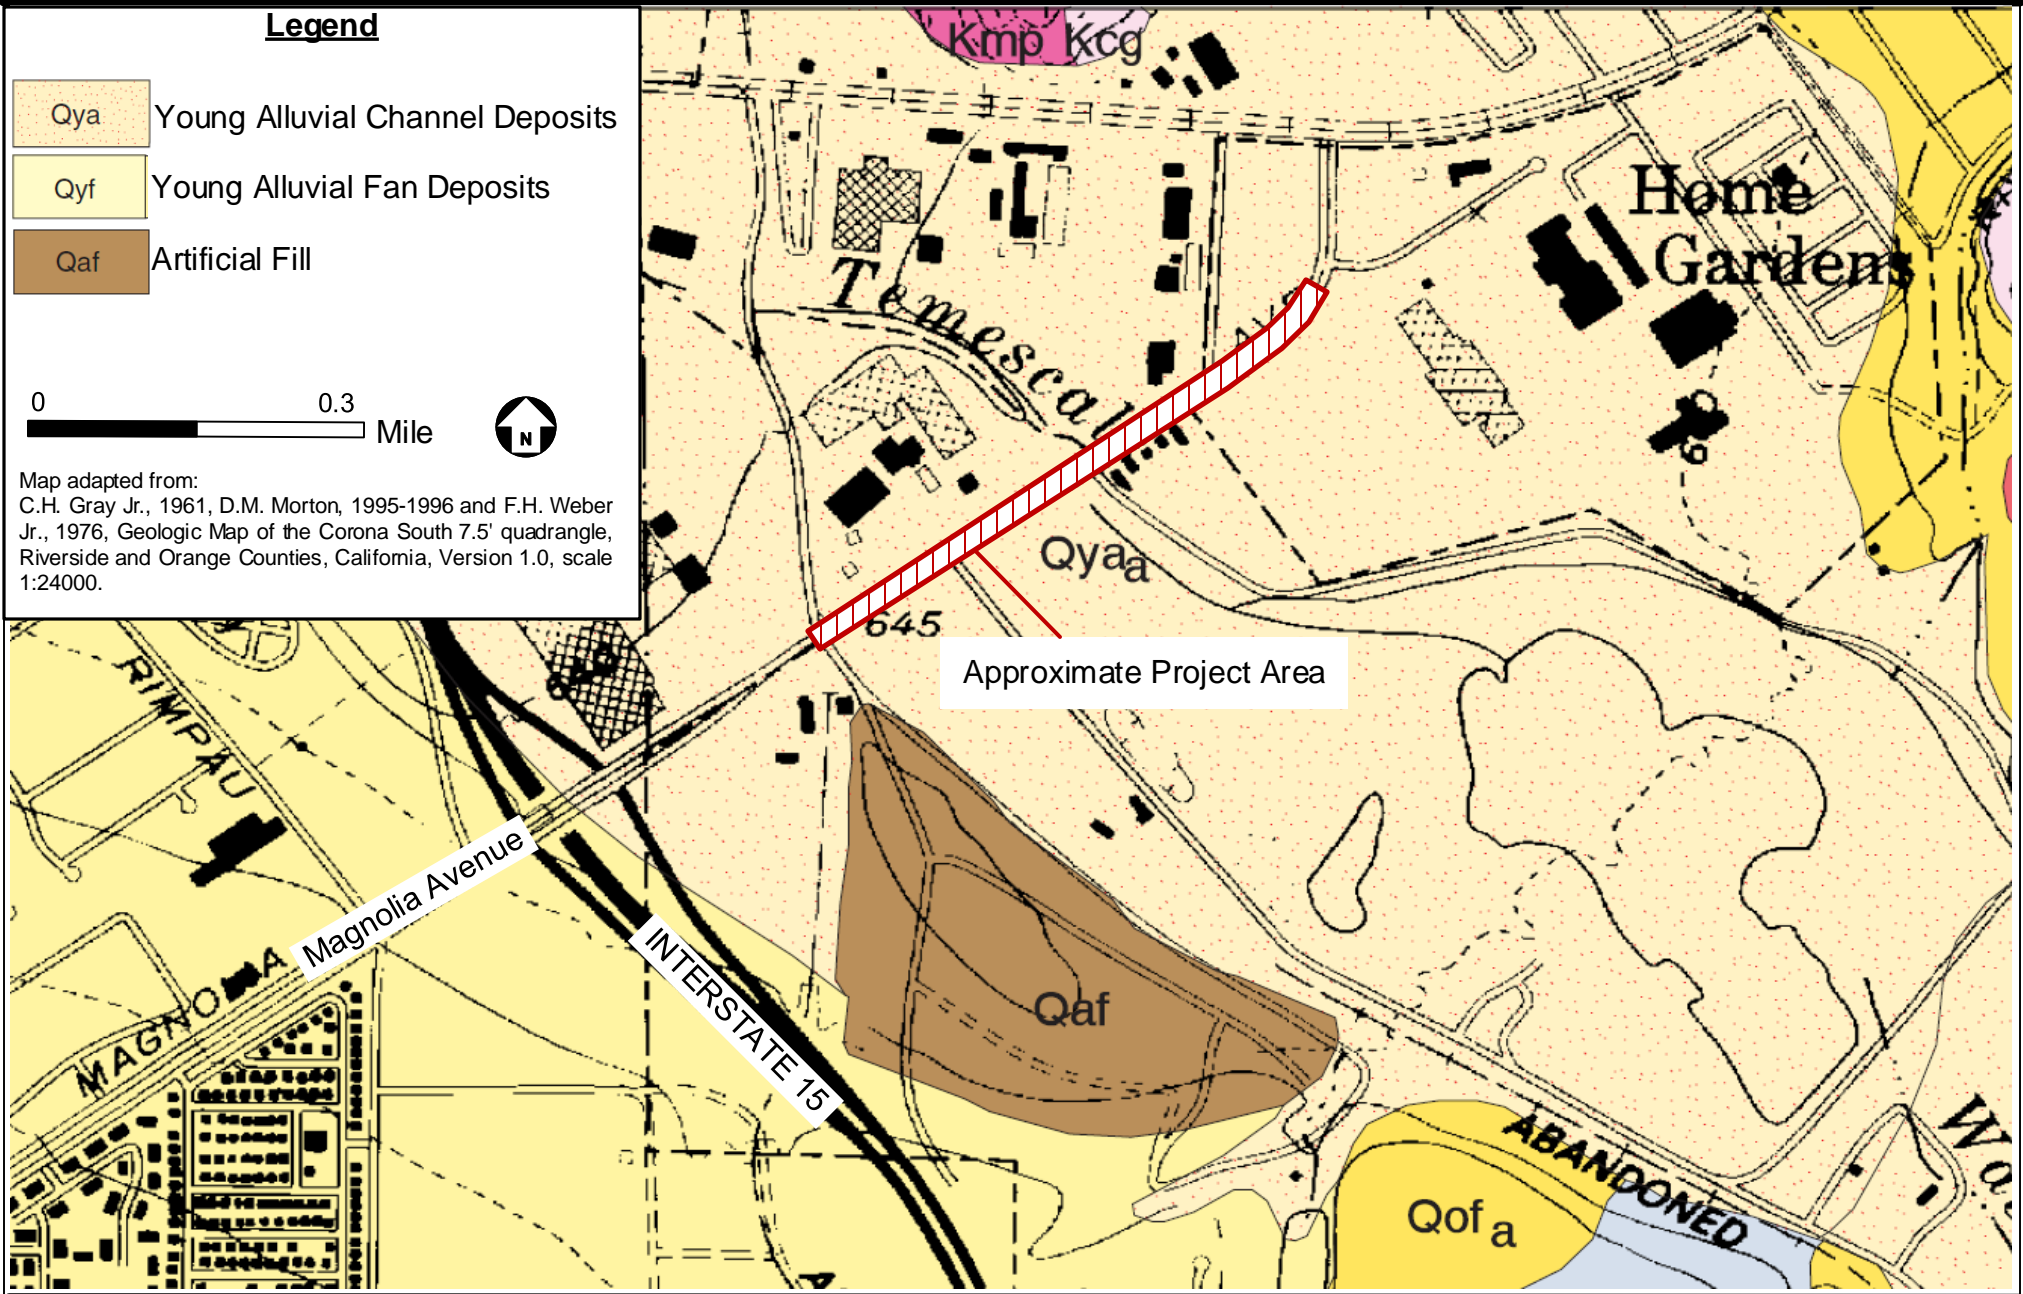 Legend
Qya Young Alluvial Channel Deposits
Qyf Young Alluvial Fan Deposits
Qaf Artificial Fill
0 0.3
Mile
N
Map adapted from:
C.H. Gray Jr., 1961, D.M. Morton, 1995-1996 and F.H. Weber
Jr., 1976, Geologic Map of the Corona South 7.5' quadrangle,
Riverside and Orange Counties, California, Version 1.0, scale
1:24000.
Kmp Kcg
Home
Gardens
Temescal
Qyaa
645
Approximate Project Area
RIMPAU
Magnolia Avenue
INTERSTATE 15
Qaf
ABANDONED
Qof a